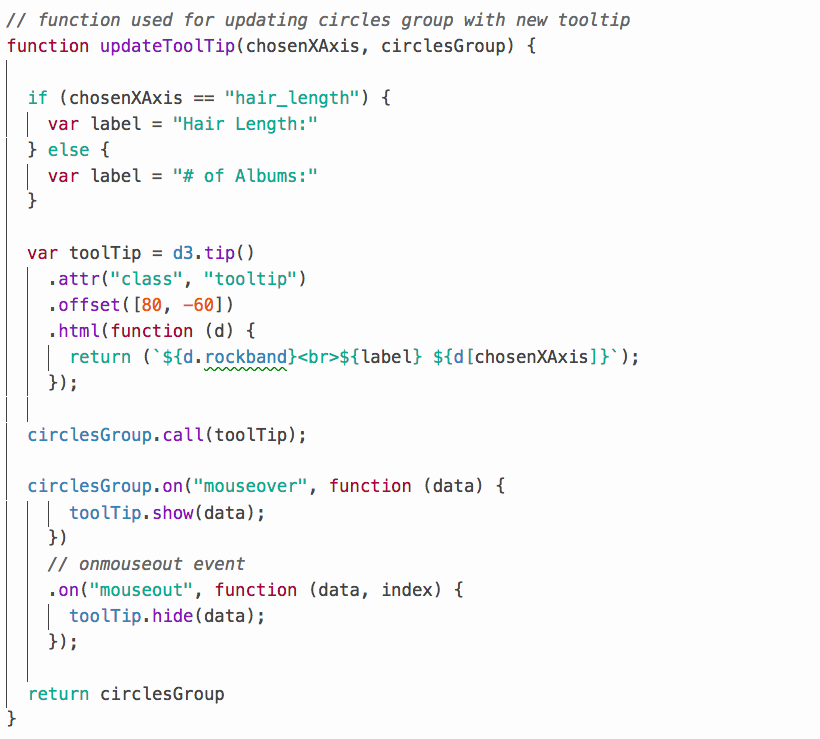 // function used for updating circles group with new tooltip
function updateToolTip(chosenXAxis, circlesGroup) {
if (chosenXAxis == "hair_length") {
var label = "Hair Length:"
} else {
var label = "# of Albums:"
}
var toolTip = d3.tip()
.attr("class", "tooltip")
.offset([80, -60])
.html(function (d) {
return (`${d.rockband}<br>${label} ${d[chosenXAxis]}`);
});
circlesGroup.call(toolTip);
circlesGroup.on("mouseover", function (data) {
toolTip.show(data);
})
// onmouseout event
.on("mouseout", function (data, index) {
toolTip.hide(data);
});
return circlesGroup
}